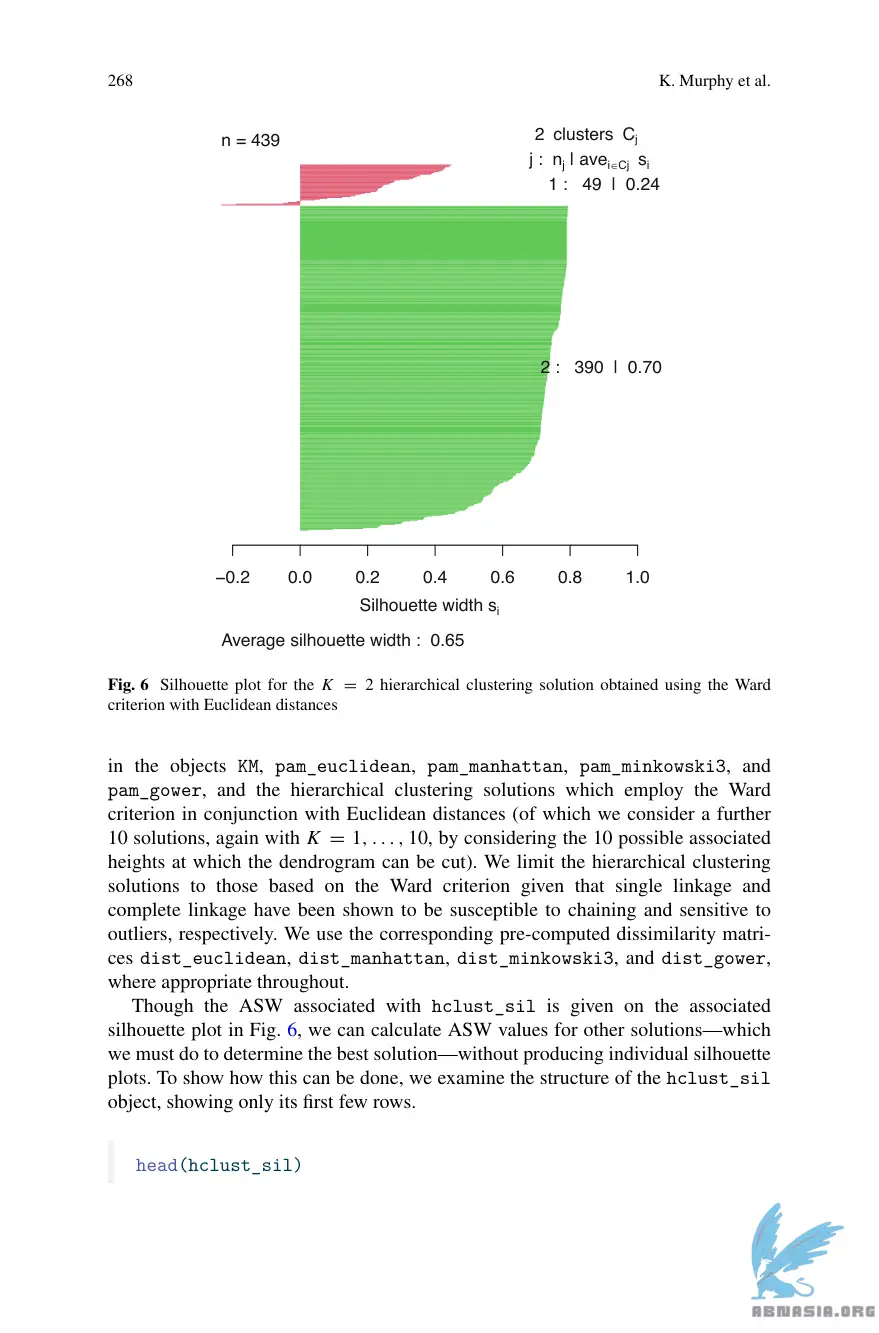 268
K. Murphy et al.
n = 439
2 clusters Cj
j : nj | avei∈Cj si
1 : 49 | 0.24
2 : 390 | 0.70
−0.2 0.0 0.2 0.4 0.6 0.8 1.0
Silhouette width si
Average silhouette width : 0.65
Fig. 6 Silhouette plot for the K = 2 hierarchical clustering solution obtained using the Ward
criterion with Euclidean distances
in the objects KM, pam_euclidean, pam_manhattan, pam_minkowski3, and
pam_gower, and the hierarchical clustering solutions which employ the Ward
criterion in conjunction with Euclidean distances (of which we consider a further
10 solutions, again with K = 1, . . . , 10, by considering the 10 possible associated
heights at which the dendrogram can be cut). We limit the hierarchical clustering
solutions to those based on the Ward criterion given that single linkage and
complete linkage have been shown to be susceptible to chaining and sensitive to
outliers, respectively. We use the corresponding pre-computed dissimilarity matri-
ces dist_euclidean, dist_manhattan, dist_minkowski3, and dist_gower,
where appropriate throughout.
Though the ASW associated with hclust_sil is given on the associated
silhouette plot in Fig. 6, we can calculate ASW values for other solutions—which
we must do to determine the best solution—without producing individual silhouette
plots. To show how this can be done, we examine the structure of the hclust_sil
object, showing only its first few rows.
head(hclust_sil)
ABNASIA.ORG